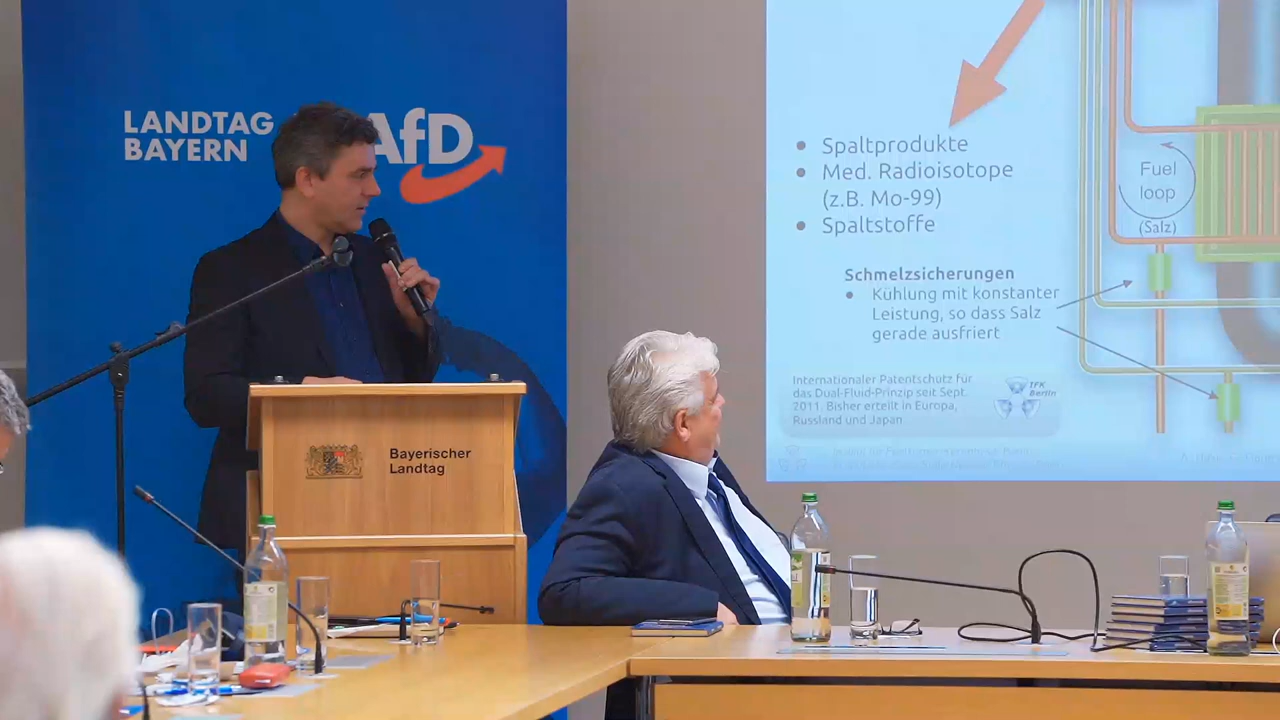 LANDTAG
BAYERN
AfD
Bayerischer
Landtag
• Spaltprodukte
• Med. Radioisotope
(z.B. Mo-99)
• Spaltstoffe
Schmelzsicherungen
• Kühlung mit konstanter
Leistung, so dass Salz
gerade ausfriert
Internationaler Patentschutz für
das Dual-Fluid-Prinzip seit Sept.
2011. Bisher erteilt in Europa,
Russland und Japan
IFK
Berlin
Fuel
loop
(Salz)